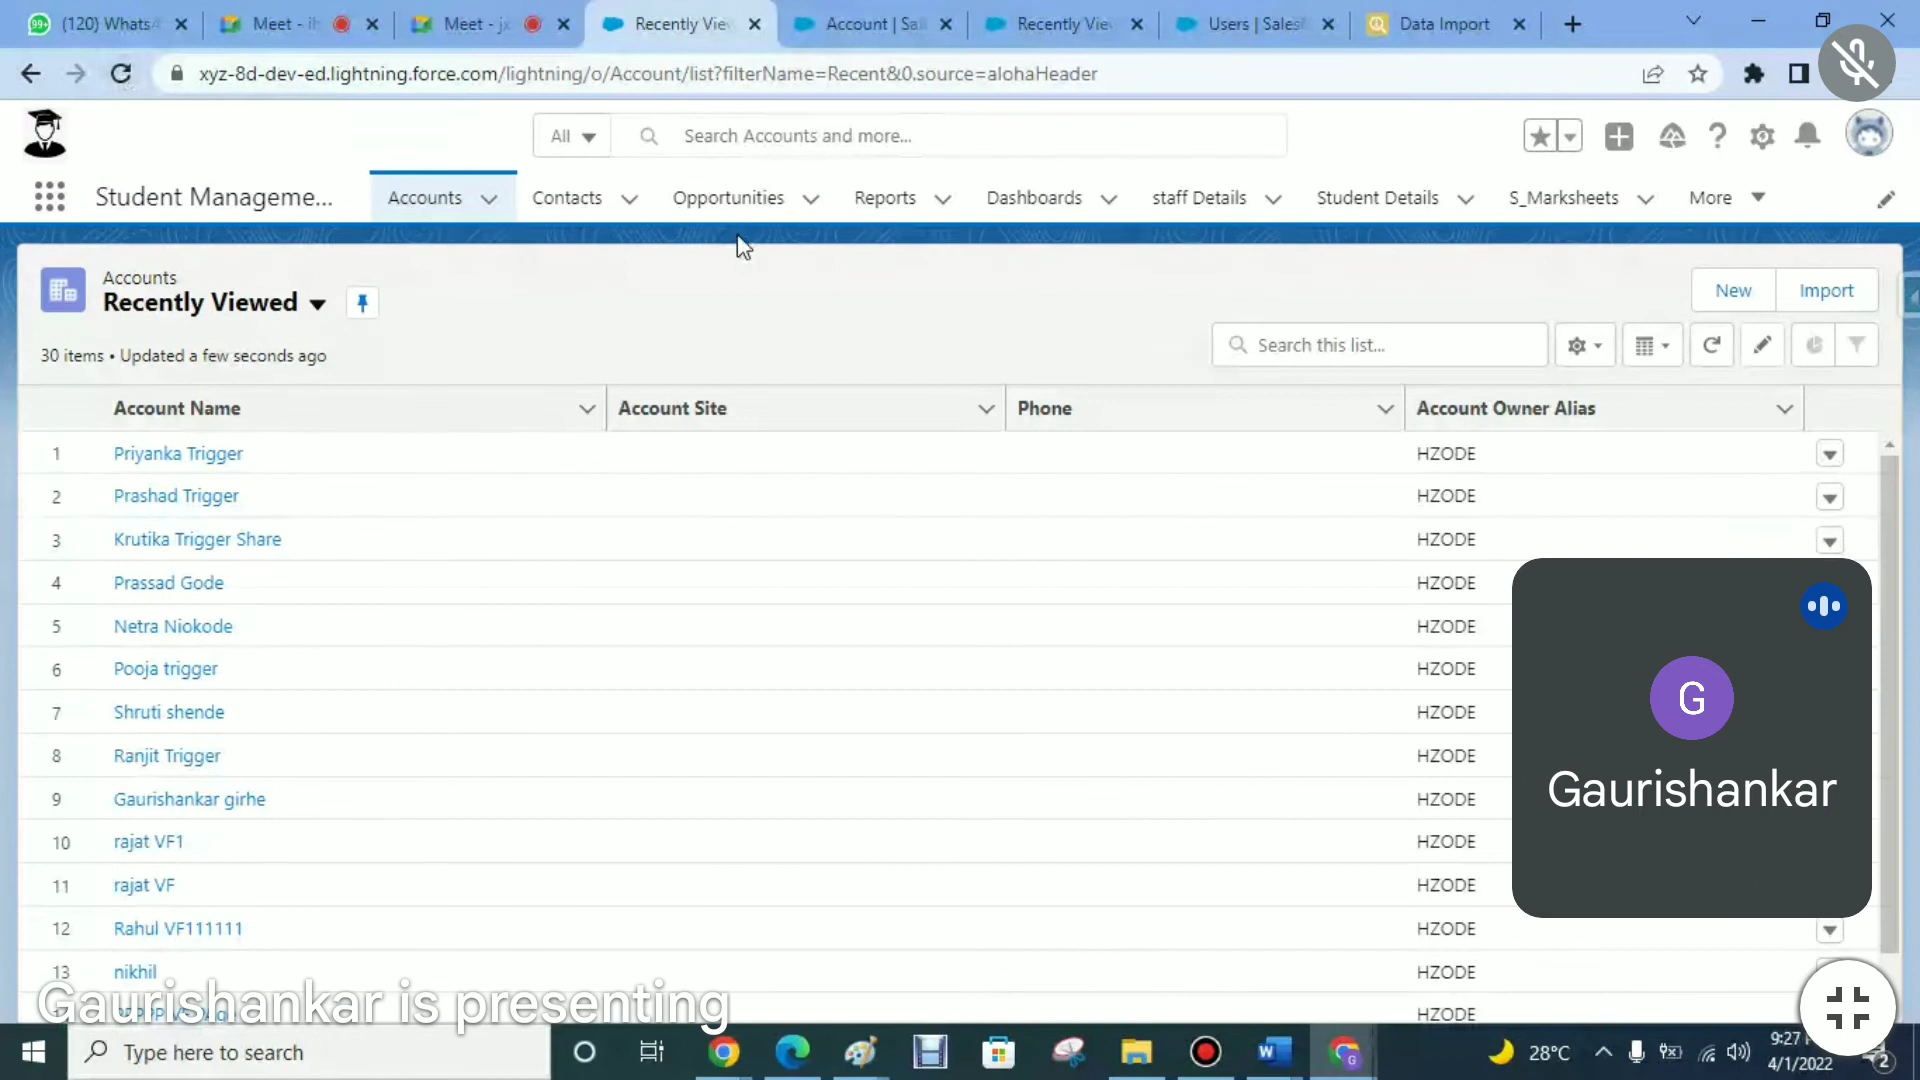 99+ (120) Whats
Meet - ih
Meet - jx
Recently Vie
Account | Sal
Recently Vie
Users | Sales
Data Import
xyz-8d-dev-ed.lightning.force.com/lightning/o/Account/list?filterName=Recent&0.source=alohaHeader
All
Search Accounts and more...
Student Manageme...
Accounts
Contacts
Opportunities
Reports
Dashboards
staff Details
Student Details
S_Marksheets
More
Accounts
Recently Viewed
New
Import
30 items • Updated a few seconds ago
Search this list...
Account Name
Account Site
Phone
Account Owner Alias
1 Priyanka Trigger HZODE
2 Prashad Trigger HZODE
3 Krutika Trigger Share HZODE
4 Prassad Gode HZODE
5 Netra Niokode HZODE
6 Pooja trigger HZODE
7 Shruti shende HZODE
8 Ranjit Trigger HZODE
9 Gaurishankar girhe HZODE
10 rajat VF1 HZODE
11 rajat VF HZODE
12 Rahul VF111111 HZODE
13 nikhil HZODE
HZODE
G
Gaurishankar
Gaurishankar is presenting
Type here to search
28°C
9:27
4/1/2022
2